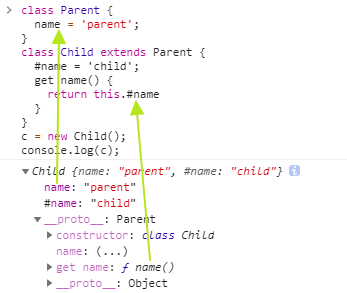 > class Parent {
name = 'parent';
}
class Child extends Parent {
#name = 'child';
get name() {
return this.#name
}
}
c = new Child();
console.log(c);
▼ Child {name: "parent", #name: "child"} i
name: "parent"
#name: "child"
▼ __proto__: Parent
▶ constructor: class Child
name: (...)
▶ get name: ƒ name()
▶ __proto__: Object